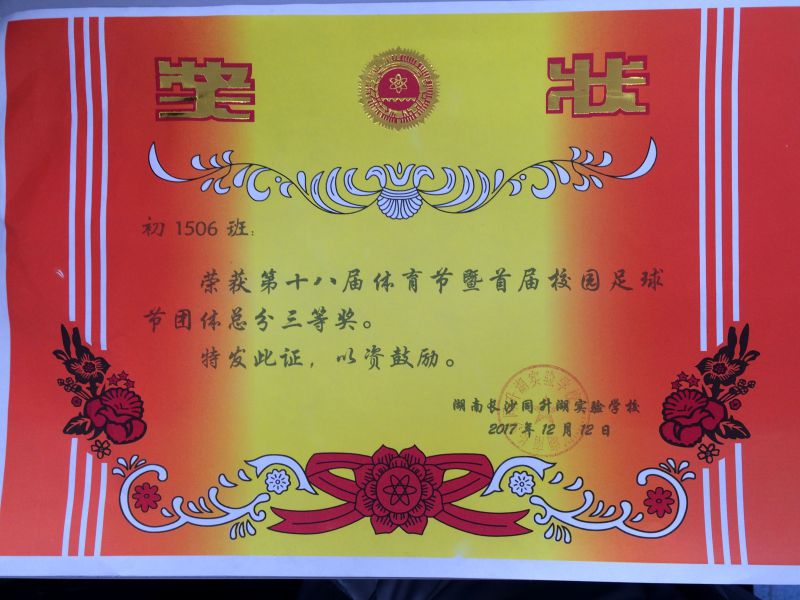 奖状
初 1506 班：
荣获第十八届体育节暨首届校园足球
节团体总分三等奖。
特发此证，以资鼓励。
湖南长沙同升湖实验学校
2017 年 12 月 12 日